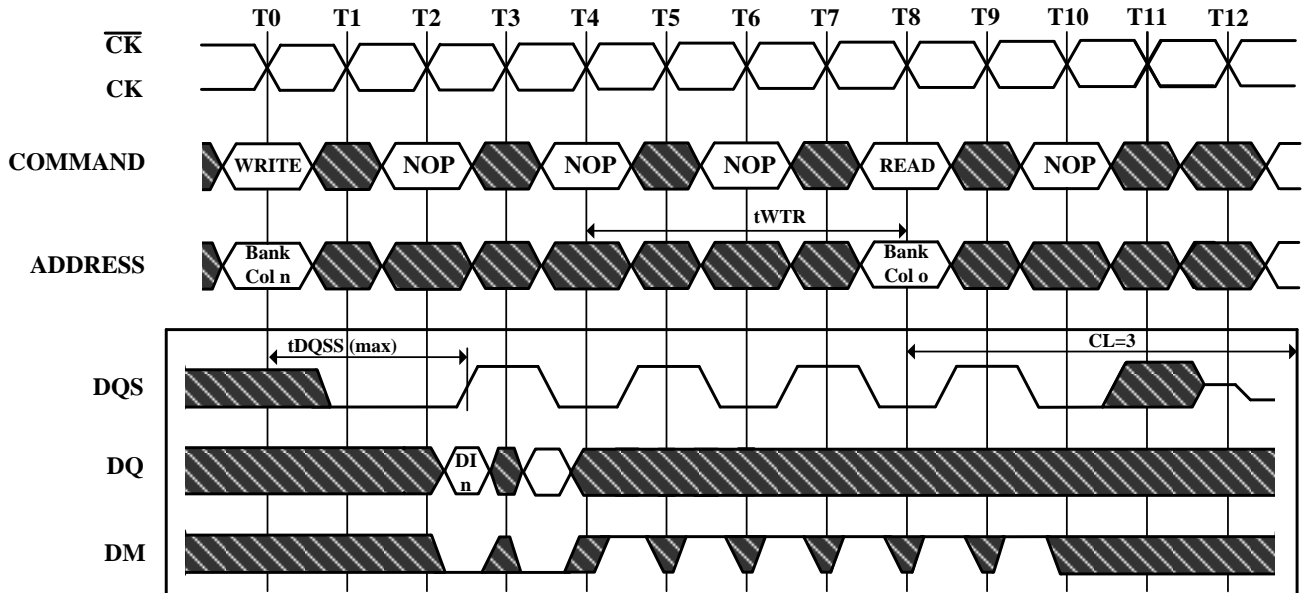 T0 T1 T2 T3 T4 T5 T6 T7 T8 T9 T10 T11 T12
CK
CK
COMMAND WRITE NOP NOP NOP READ NOP
tWTR
ADDRESS Bank Col n Bank Col o
tDQSS (max) CL=3
DQS
DQ DI n
DM